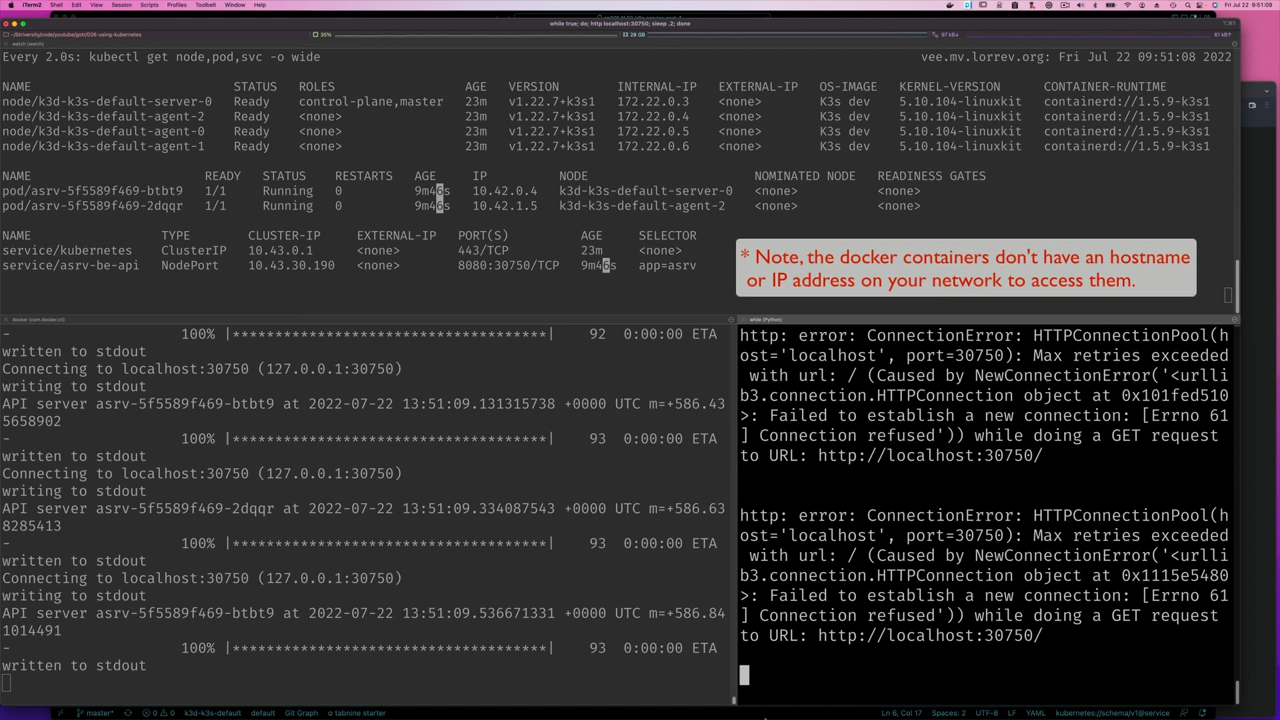 iTerm2 Shell Edit View Session Scripts Profiles Toolbelt Window Help
Fri Jul 22 9:51:09
while true; do; http localhost:30750; sleep .2; done
35%
28 GB
watch (watch)
Every 2.0s: kubectl get node,pod,svc -o wide
vee.mv.lorrev.org: Fri Jul 22 09:51:08 2022
NAME STATUS ROLES AGE VERSION INTERNAL-IP EXTERNAL-IP OS-IMAGE KERNEL-VERSION CONTAINER-RUNTIME
node/k3d-k3s-default-server-0 Ready control-plane,master 23m v1.22.7+k3s1 172.22.0.3 <none> K3s dev 5.10.104-linuxkit containerd://1.5.9-k3s1
node/k3d-k3s-default-agent-2 Ready <none> 23m v1.22.7+k3s1 172.22.0.4 <none> K3s dev 5.10.104-linuxkit containerd://1.5.9-k3s1
node/k3d-k3s-default-agent-0 Ready <none> 23m v1.22.7+k3s1 172.22.0.5 <none> K3s dev 5.10.104-linuxkit containerd://1.5.9-k3s1
node/k3d-k3s-default-agent-1 Ready <none> 23m v1.22.7+k3s1 172.22.0.6 <none> K3s dev 5.10.104-linuxkit containerd://1.5.9-k3s1
NAME READY STATUS RESTARTS AGE IP NODE NOMINATED NODE READINESS GATES
pod/asrv-5f5589f469-btbt9 1/1 Running 0 9m46s 10.42.0.4 k3d-k3s-default-server-0 <none> <none>
pod/asrv-5f5589f469-2dqqr 1/1 Running 0 9m46s 10.42.1.5 k3d-k3s-default-agent-2 <none> <none>
NAME TYPE CLUSTER-IP EXTERNAL-IP PORT(S) AGE SELECTOR
service/kubernetes ClusterIP 10.43.0.1 <none> 443/TCP 23m <none>
service/asrv-be-api NodePort 10.43.30.190 <none> 8080:30750/TCP 9m46s app=asrv
* Note, the docker containers don't have an hostname
or IP address on your network to access them.
docker (com.docker.cli)
- 100% |************************************| 92 0:00:00 ETA
written to stdout
Connecting to localhost:30750 (127.0.0.1:30750)
writing to stdout
API server asrv-5f5589f469-btbt9 at 2022-07-22 13:51:09.131315738 +0000 UTC m=+586.43
5658902
- 100% |************************************| 93 0:00:00 ETA
written to stdout
Connecting to localhost:30750 (127.0.0.1:30750)
writing to stdout
API server asrv-5f5589f469-2dqqr at 2022-07-22 13:51:09.334087543 +0000 UTC m=+586.63
8285413
- 100% |************************************| 93 0:00:00 ETA
written to stdout
Connecting to localhost:30750 (127.0.0.1:30750)
writing to stdout
API server asrv-5f5589f469-btbt9 at 2022-07-22 13:51:09.536671331 +0000 UTC m=+586.84
1014491
- 100% |************************************| 93 0:00:00 ETA
written to stdout
while (Python)
http: error: ConnectionError: HTTPConnectionPool(h
ost='localhost', port=30750): Max retries exceeded
with url: / (Caused by NewConnectionError('<urlli
b3.connection.HTTPConnection object at 0x101fed510
>: Failed to establish a new connection: [Errno 61
] Connection refused')) while doing a GET request
to URL: http://localhost:30750/
http: error: ConnectionError: HTTPConnectionPool(h
ost='localhost', port=30750): Max retries exceeded
with url: / (Caused by NewConnectionError('<urlli
b3.connection.HTTPConnection object at 0x1115e5480
>: Failed to establish a new connection: [Errno 61
] Connection refused')) while doing a GET request
to URL: http://localhost:30750/
master* 0 0 k3d-k3s-default default Git Graph tabnine starter
Ln 6, Col 17 Spaces: 2 UTF-8 LF YAML kubernetes://schema/v1@service